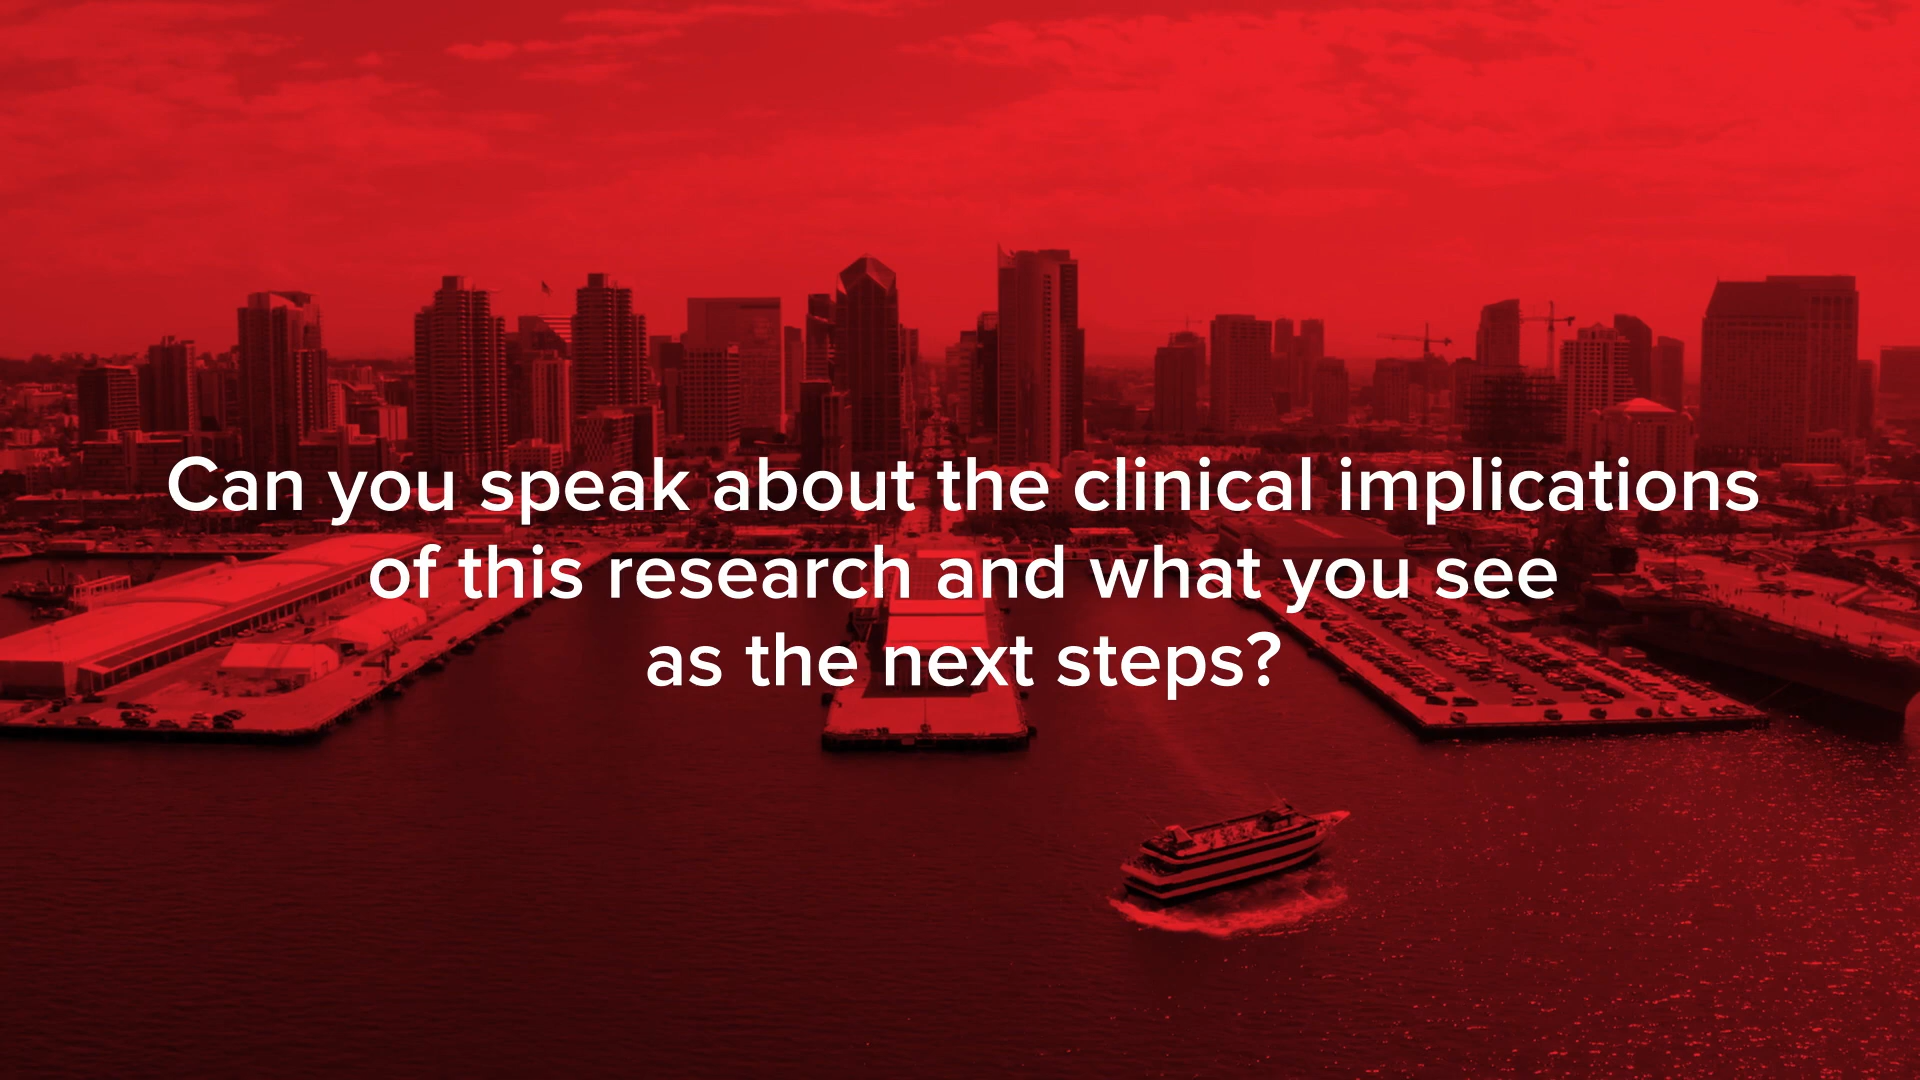 Can you speak about the clinical implications
of this research and what you see
as the next steps?